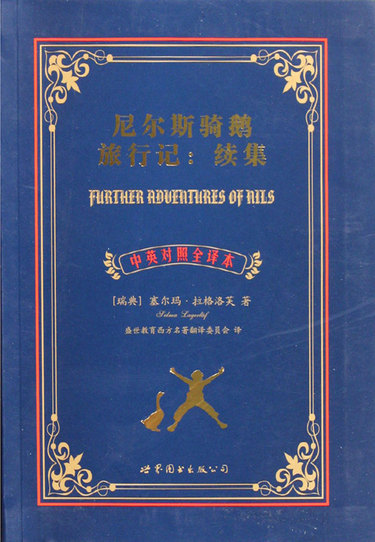 尼尔斯骑鹅
旅行记：续集
FURTHER ADVENTURES OF NILS
中英对照全译本
[瑞典] 塞尔玛·拉格洛芙 著
Selma Lagerlöf
盛世教育西方名著翻译委员会 译
世界图书出版公司